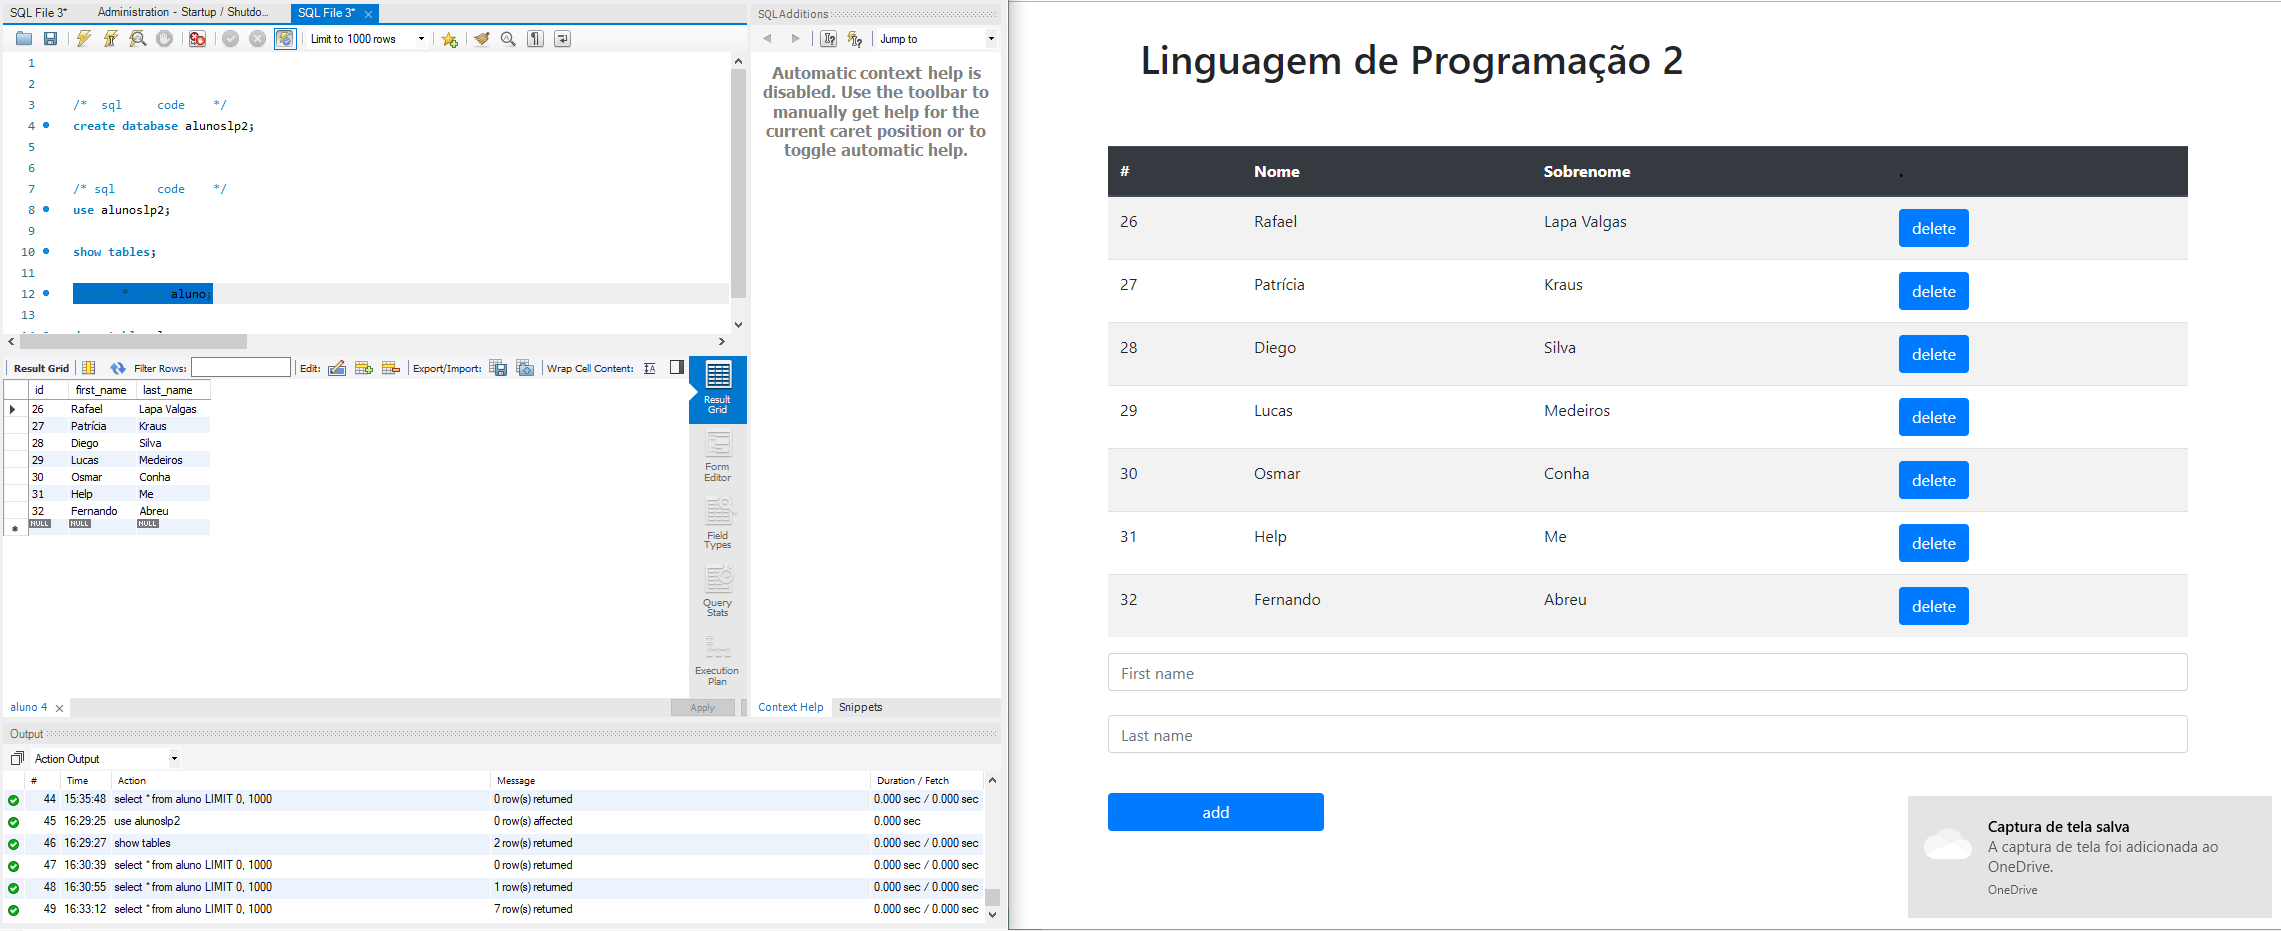 SQL File 3*
Administration - Startup / Shutdo...
SQL File 3*
Limit to 1000 rows
1
2
3 /* sql code */
4 create database alunoslp2;
5
6
7 /* sql code */
8 use alunoslp2;
9
10 show tables;
11
12 * aluno;
13
Result Grid
Filter Rows:
Edit:
Export/Import:
Wrap Cell Content:
id first_name last_name
26 Rafael Lapa Valgas
27 Patrícia Kraus
28 Diego Silva
29 Lucas Medeiros
30 Osmar Conha
31 Help Me
32 Fernando Abreu
NULL NULL NULL
Result
Grid
Form
Editor
Field
Types
Query
Stats
Execution
Plan
aluno 4
Apply
Output
Action Output
# Time Action Message Duration / Fetch
44 15:35:48 select * from aluno LIMIT 0, 1000 0 row(s) returned 0.000 sec / 0.000 sec
45 16:29:25 use alunoslp2 0 row(s) affected 0.000 sec
46 16:29:27 show tables 2 row(s) returned 0.000 sec / 0.000 sec
47 16:30:39 select * from aluno LIMIT 0, 1000 0 row(s) returned 0.000 sec / 0.000 sec
48 16:30:55 select * from aluno LIMIT 0, 1000 1 row(s) returned 0.000 sec / 0.000 sec
49 16:33:12 select * from aluno LIMIT 0, 1000 7 row(s) returned 0.000 sec / 0.000 sec
SQLAdditions
Jump to
Automatic context help is
disabled. Use the toolbar to
manually get help for the
current caret position or to
toggle automatic help.
Context Help
Snippets
Linguagem de Programação 2
# Nome Sobrenome .
26 Rafael Lapa Valgas delete
27 Patrícia Kraus delete
28 Diego Silva delete
29 Lucas Medeiros delete
30 Osmar Conha delete
31 Help Me delete
32 Fernando Abreu delete
First name
Last name
add
Captura de tela salva
A captura de tela foi adicionada ao
OneDrive.
OneDrive